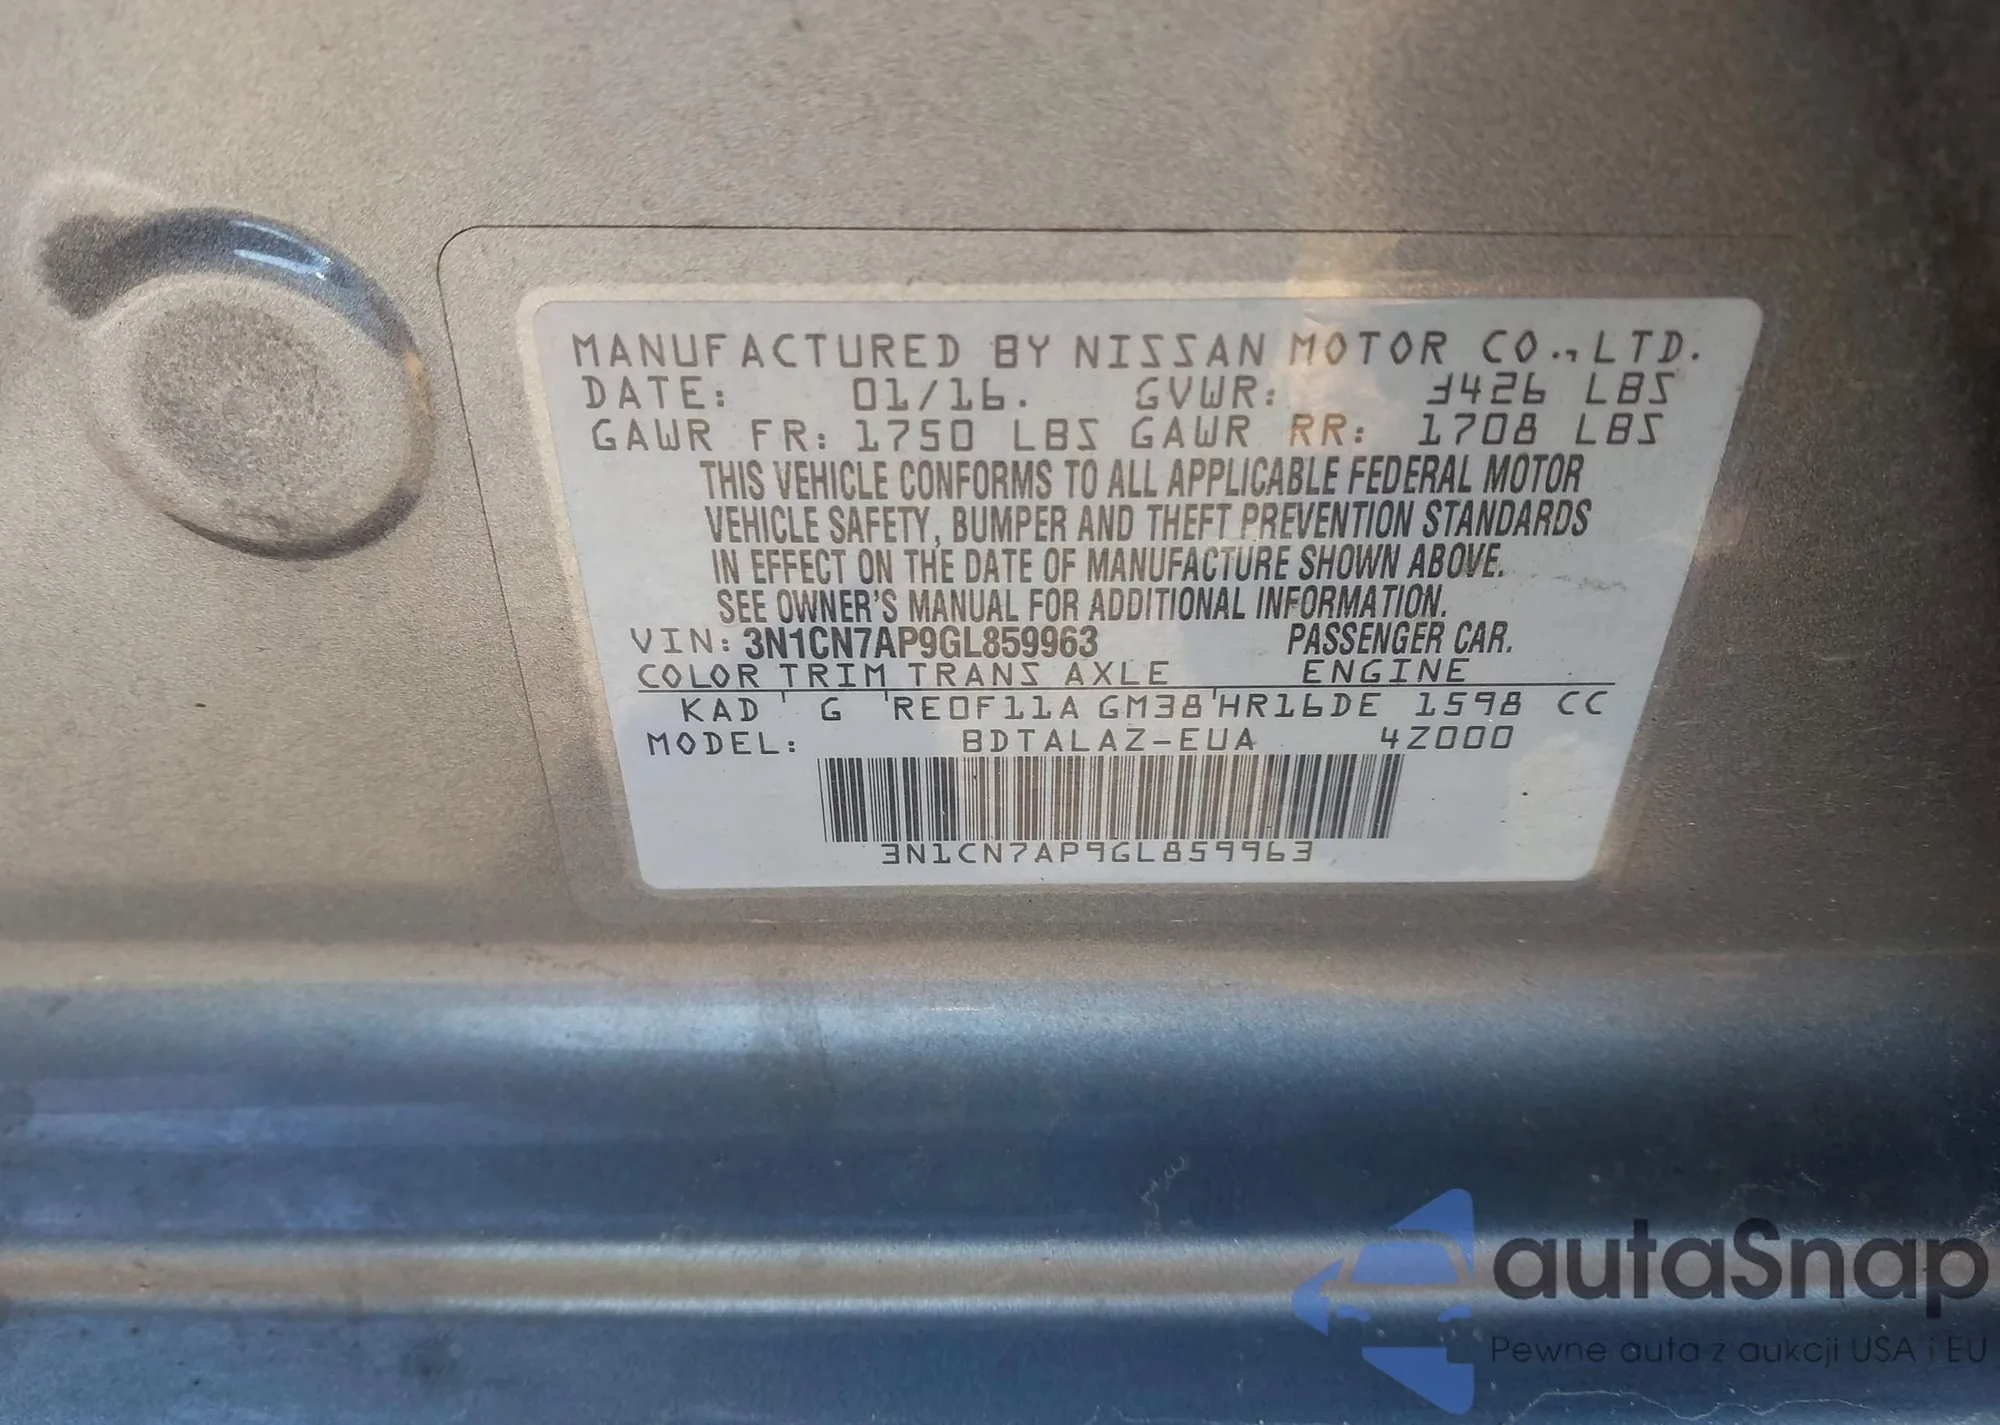 MANUFACTURED BY NISSAN MOTOR CO., LTD.
DATE: 01/16. GVWR: 3426 LBS
GAWR FR: 1750 LBS GAWR RR: 1708 LBS
THIS VEHICLE CONFORMS TO ALL APPLICABLE FEDERAL MOTOR
VEHICLE SAFETY, BUMPER AND THEFT PREVENTION STANDARDS
IN EFFECT ON THE DATE OF MANUFACTURE SHOWN ABOVE.
SEE OWNER'S MANUAL FOR ADDITIONAL INFORMATION.
VIN: 3N1CN7AP9GL859963 PASSENGER CAR.
COLOR TRIM TRANS AXLE ENGINE
KAD ' G 'RE0F11A GM38'HR16DE 1598 CC
MODEL: BDTALAZ-EUA 4Z000
3N1CN7AP9GL859963
autaSnap
Pewne auta z aukcji USA i EU